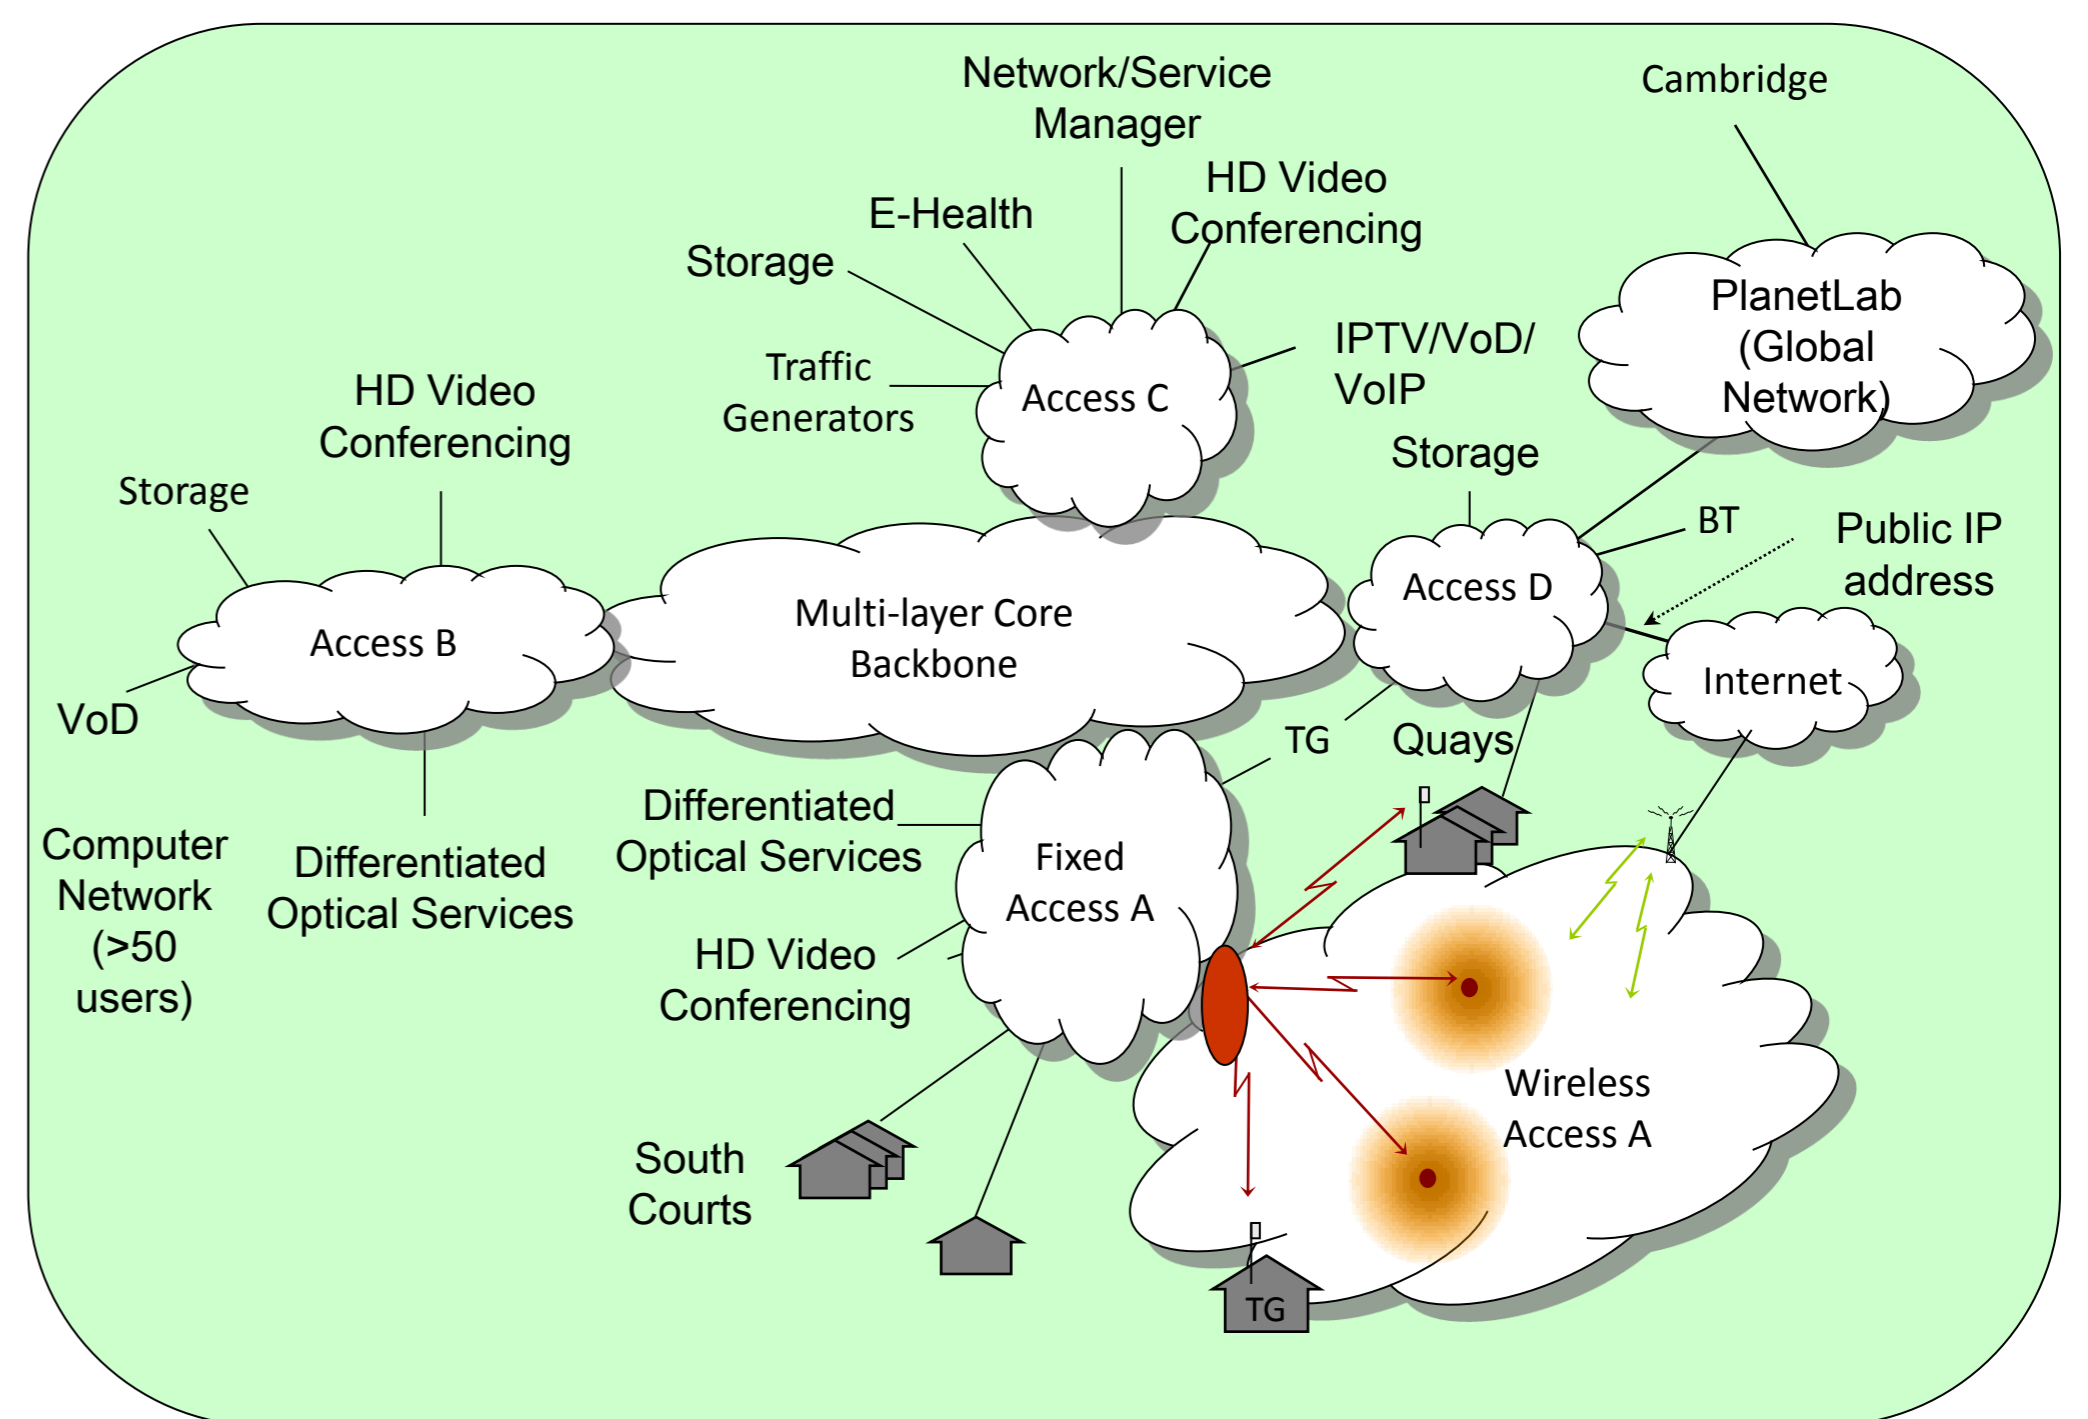 Network/Service
Manager
Cambridge
HD Video
Conferencing
E-Health
Storage
PlanetLab
(Global
Network)
IPTV/VoD/
VoIP
Traffic
Generators
Access C
HD Video
Conferencing
Storage
Storage
BT
Public IP
address
Access D
Multi-layer Core
Backbone
Access B
Internet
VoD
TG
Quays
Differentiated
Optical Services
Computer
Network
(>50
users)
Differentiated
Optical Services
Fixed
Access A
HD Video
Conferencing
Wireless
Access A
South
Courts
TG